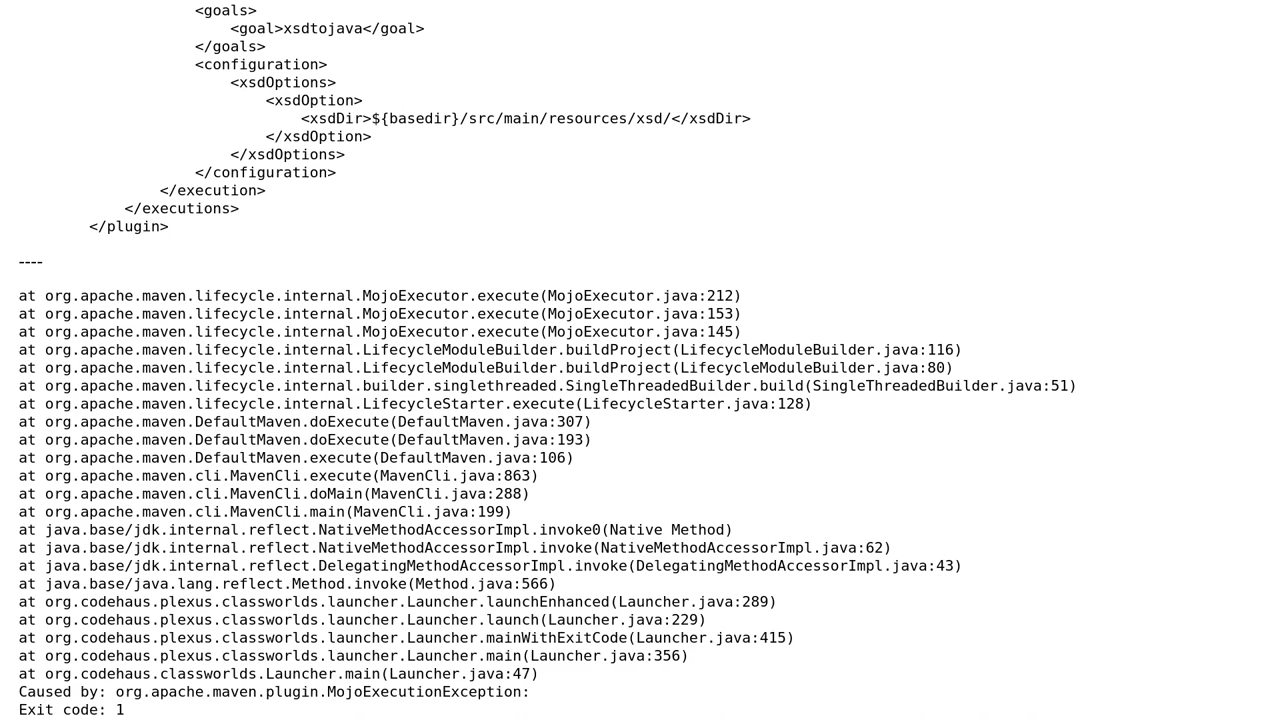 <goals>
<goal>xsdtojava</goal>
</goals>
<configuration>
<xsdOptions>
<xsdOption>
<xsdDir>${basedir}/src/main/resources/xsd/</xsdDir>
</xsdOption>
</xsdOptions>
</configuration>
</execution>
</executions>
</plugin>
----
at org.apache.maven.lifecycle.internal.MojoExecutor.execute(MojoExecutor.java:212)
at org.apache.maven.lifecycle.internal.MojoExecutor.execute(MojoExecutor.java:153)
at org.apache.maven.lifecycle.internal.MojoExecutor.execute(MojoExecutor.java:145)
at org.apache.maven.lifecycle.internal.LifecycleModuleBuilder.buildProject(LifecycleModuleBuilder.java:116)
at org.apache.maven.lifecycle.internal.LifecycleModuleBuilder.buildProject(LifecycleModuleBuilder.java:80)
at org.apache.maven.lifecycle.internal.builder.singlethreaded.SingleThreadedBuilder.build(SingleThreadedBuilder.java:51)
at org.apache.maven.lifecycle.internal.LifecycleStarter.execute(LifecycleStarter.java:128)
at org.apache.maven.DefaultMaven.doExecute(DefaultMaven.java:307)
at org.apache.maven.DefaultMaven.doExecute(DefaultMaven.java:193)
at org.apache.maven.DefaultMaven.execute(DefaultMaven.java:106)
at org.apache.maven.cli.MavenCli.execute(MavenCli.java:863)
at org.apache.maven.cli.MavenCli.doMain(MavenCli.java:288)
at org.apache.maven.cli.MavenCli.main(MavenCli.java:199)
at java.base/jdk.internal.reflect.NativeMethodAccessorImpl.invoke0(Native Method)
at java.base/jdk.internal.reflect.NativeMethodAccessorImpl.invoke(NativeMethodAccessorImpl.java:62)
at java.base/jdk.internal.reflect.DelegatingMethodAccessorImpl.invoke(DelegatingMethodAccessorImpl.java:43)
at java.base/java.lang.reflect.Method.invoke(Method.java:566)
at org.codehaus.plexus.classworlds.launcher.Launcher.launchEnhanced(Launcher.java:289)
at org.codehaus.plexus.classworlds.launcher.Launcher.launch(Launcher.java:229)
at org.codehaus.plexus.classworlds.launcher.Launcher.mainWithExitCode(Launcher.java:415)
at org.codehaus.plexus.classworlds.launcher.Launcher.main(Launcher.java:356)
at org.codehaus.classworlds.Launcher.main(Launcher.java:47)
Caused by: org.apache.maven.plugin.MojoExecutionException:
Exit code: 1